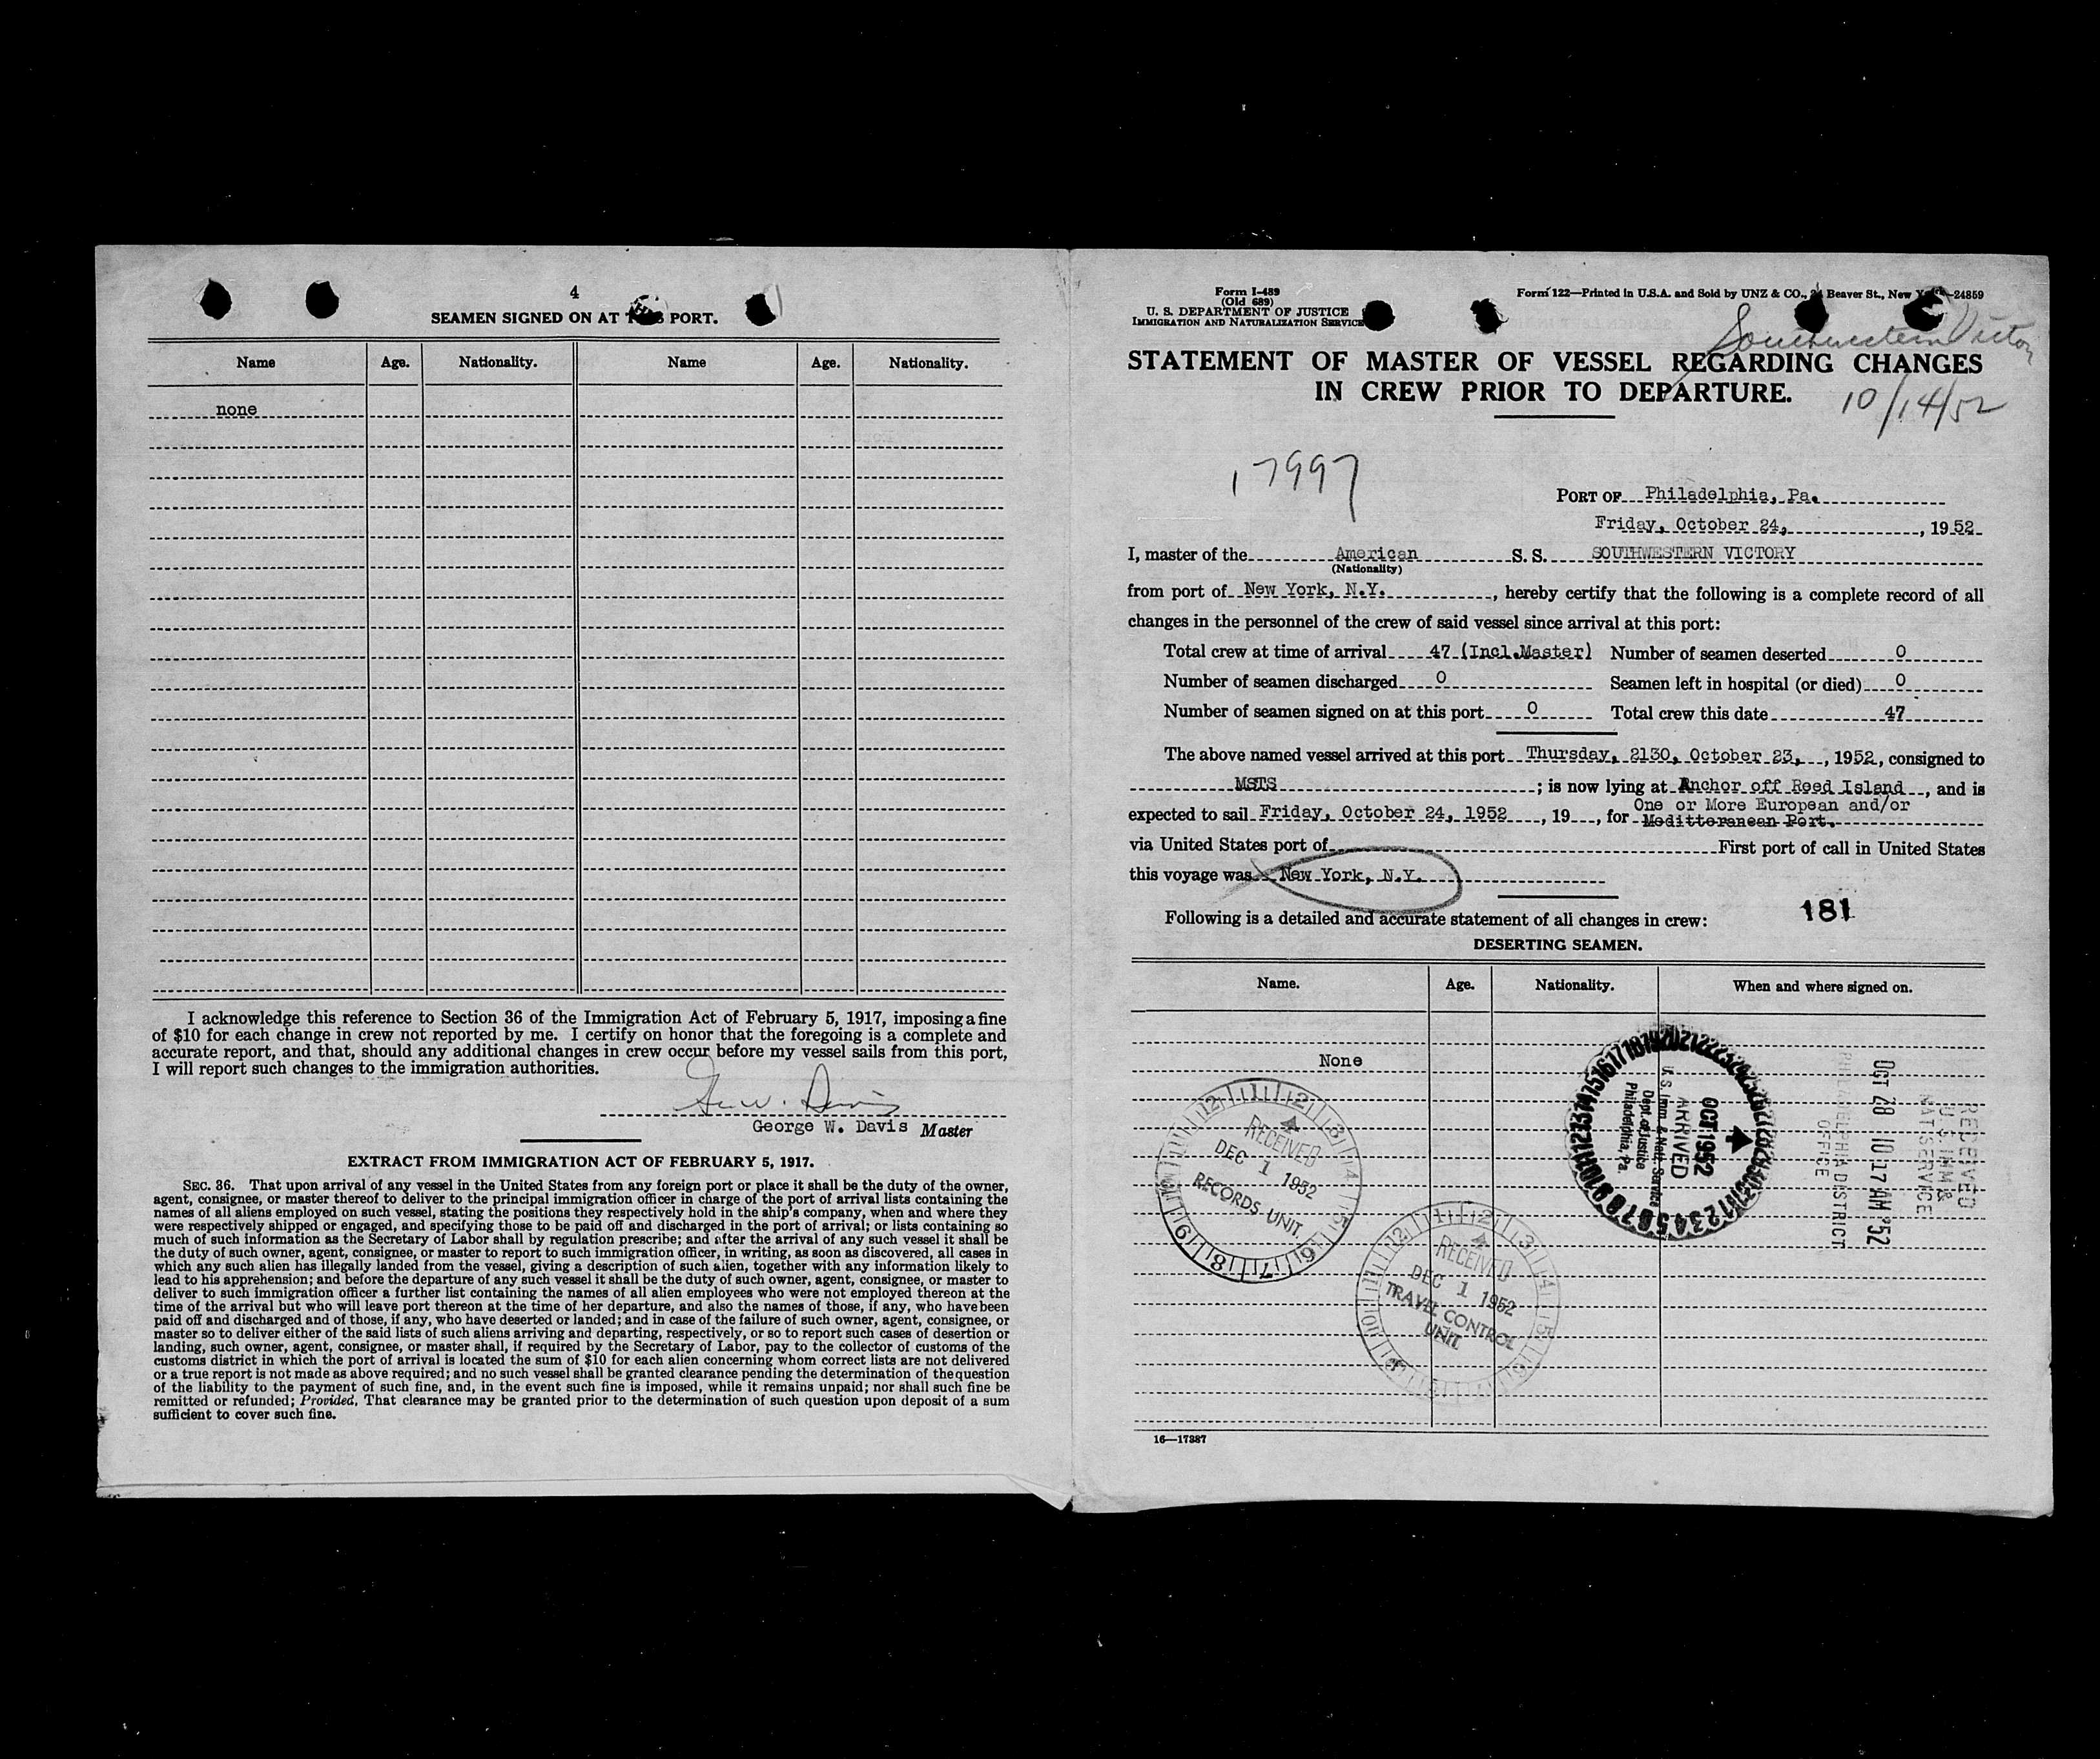 4
SEAMEN SIGNED ON AT THIS PORT.
Name Age. Nationality. Name Age. Nationality.
none
I acknowledge this reference to Section 36 of the Immigration Act of February 5, 1917, imposing a fine
of $10 for each change in crew not reported by me. I certify on honor that the foregoing is a complete and
accurate report, and that, should any additional changes in crew occur before my vessel sails from this port,
I will report such changes to the immigration authorities.
Geo. W. Davis
George W. Davis Master
EXTRACT FROM IMMIGRATION ACT OF FEBRUARY 5, 1917.
SEC. 36. That upon arrival of any vessel in the United States from any foreign port or place it shall be the duty of the owner,
agent, consignee, or master thereof to deliver to the principal immigration officer in charge of the port of arrival lists containing the
names of all aliens employed on such vessel, stating the positions they respectively hold in the ship's company, when and where they
were respectively shipped or engaged, and specifying those to be paid off and discharged in the port of arrival; or lists containing so
much of such information as the Secretary of Labor shall by regulation prescribe; and after the arrival of any such vessel it shall be
the duty of such owner, agent, consignee, or master to report to such immigration officer, in writing, as soon as discovered, all cases in
which any such alien has illegally landed from the vessel, giving a description of such alien, together with any information likely to
lead to his apprehension; and before the departure of any such vessel it shall be the duty of such owner, agent, consignee, or master to
deliver to such immigration officer a further list containing the names of all alien employees who were not employed thereon at the
time of the arrival but who will leave port thereon at the time of her departure, and also the names of those, if any, who have been
paid off and discharged and of those, if any, who have deserted or landed; and in case of the failure of such owner, agent, consignee, or
master so to deliver either of the said lists of such aliens arriving and departing, respectively, or so to report such cases of desertion or
landing, such owner, agent, consignee, or master shall, if required by the Secretary of Labor, pay to the collector of customs of the
customs district in which the port of arrival is located the sum of $10 for each alien concerning whom correct lists are not delivered
or a true report is not made as above required; and no such vessel shall be granted clearance pending the determination of the question
of the liability to the payment of such fine, and, in the event such fine is imposed, while it remains unpaid; nor shall such fine be
remitted or refunded; Provided, That clearance may be granted prior to the determination of such question upon deposit of a sum
sufficient to cover such fine.
Form I-489
(Old 689)
U. S. DEPARTMENT OF JUSTICE
IMMIGRATION AND NATURALIZATION SERVICE
Form 122—Printed in U.S.A. and Sold by UNZ & CO., 24 Beaver St., New York—24859
Southwestern Victory
STATEMENT OF MASTER OF VESSEL REGARDING CHANGES
IN CREW PRIOR TO DEPARTURE.
10/14/52
17997
PORT OF Philadelphia, Pa.
Friday, October 24, , 1952
I, master of the American S. S. SOUTHWESTERN VICTORY
(Nationality)
from port of New York, N.Y. , hereby certify that the following is a complete record of all
changes in the personnel of the crew of said vessel since arrival at this port:
Total crew at time of arrival 47 (Incl.Master) Number of seamen deserted 0
Number of seamen discharged 0 Seamen left in hospital (or died) 0
Number of seamen signed on at this port 0 Total crew this date 47
The above named vessel arrived at this port Thursday, 2130, October 23, , 1952, consigned to
MSTS ; is now lying at Anchor off Reed Island , and is
One or More European and/or
expected to sail Friday, October 24, 1952 , 19 , for Meditteranean Port.
via United States port of First port of call in United States
this voyage was New York, N.Y.
Following is a detailed and accurate statement of all changes in crew:
181
DESERTING SEAMEN.
Name. Age. Nationality. When and where signed on.
None
RECEIVED
DEC 1 1952
RECORDS UNIT
RECEIVED
DEC 1 1952
TRAVEL CONTROL
UNIT
OCT 1952
ARRIVED
U. S. Imm. & Natz. Service
Dept. of Justice
Philadelphia, Pa.
RECEIVED
U.S. IMM &
NAT SERVICE
OCT 28 10 17 AM '52
PHILADELPHIA DISTRICT
OFFICE
16—17387